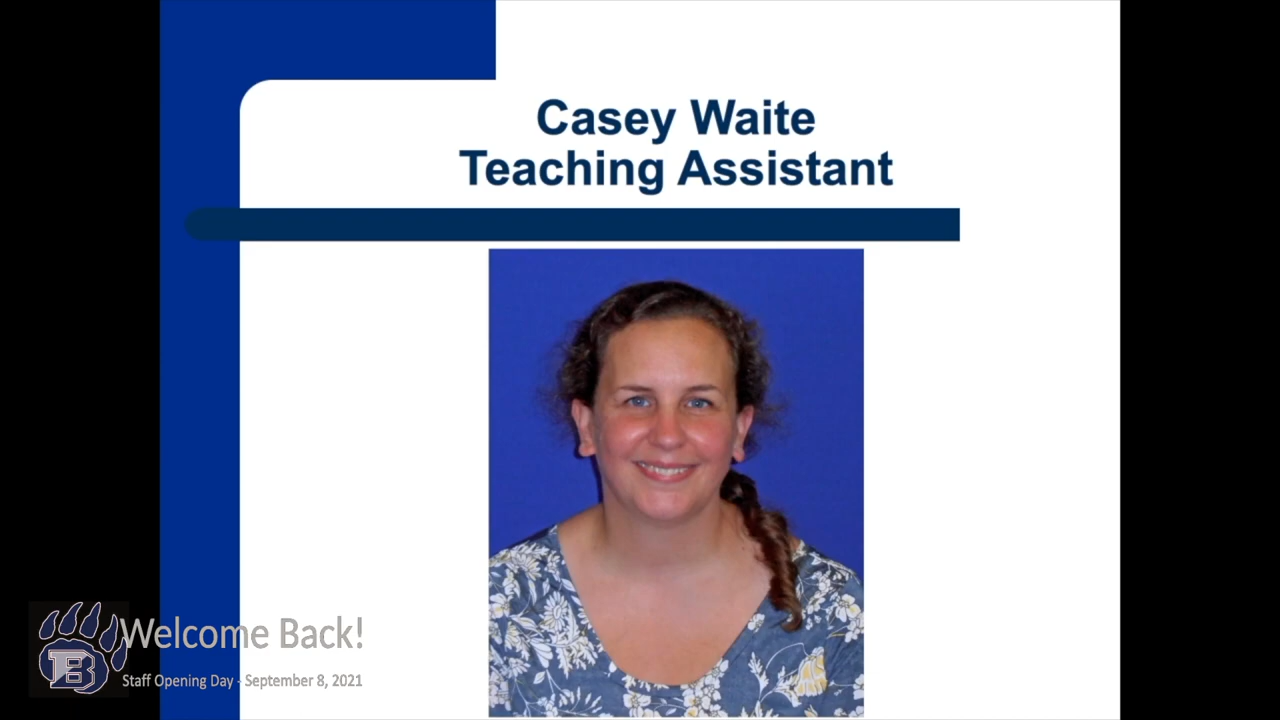 Casey Waite
Teaching Assistant
Welcome Back!
Staff Opening Day - September 8, 2021
B